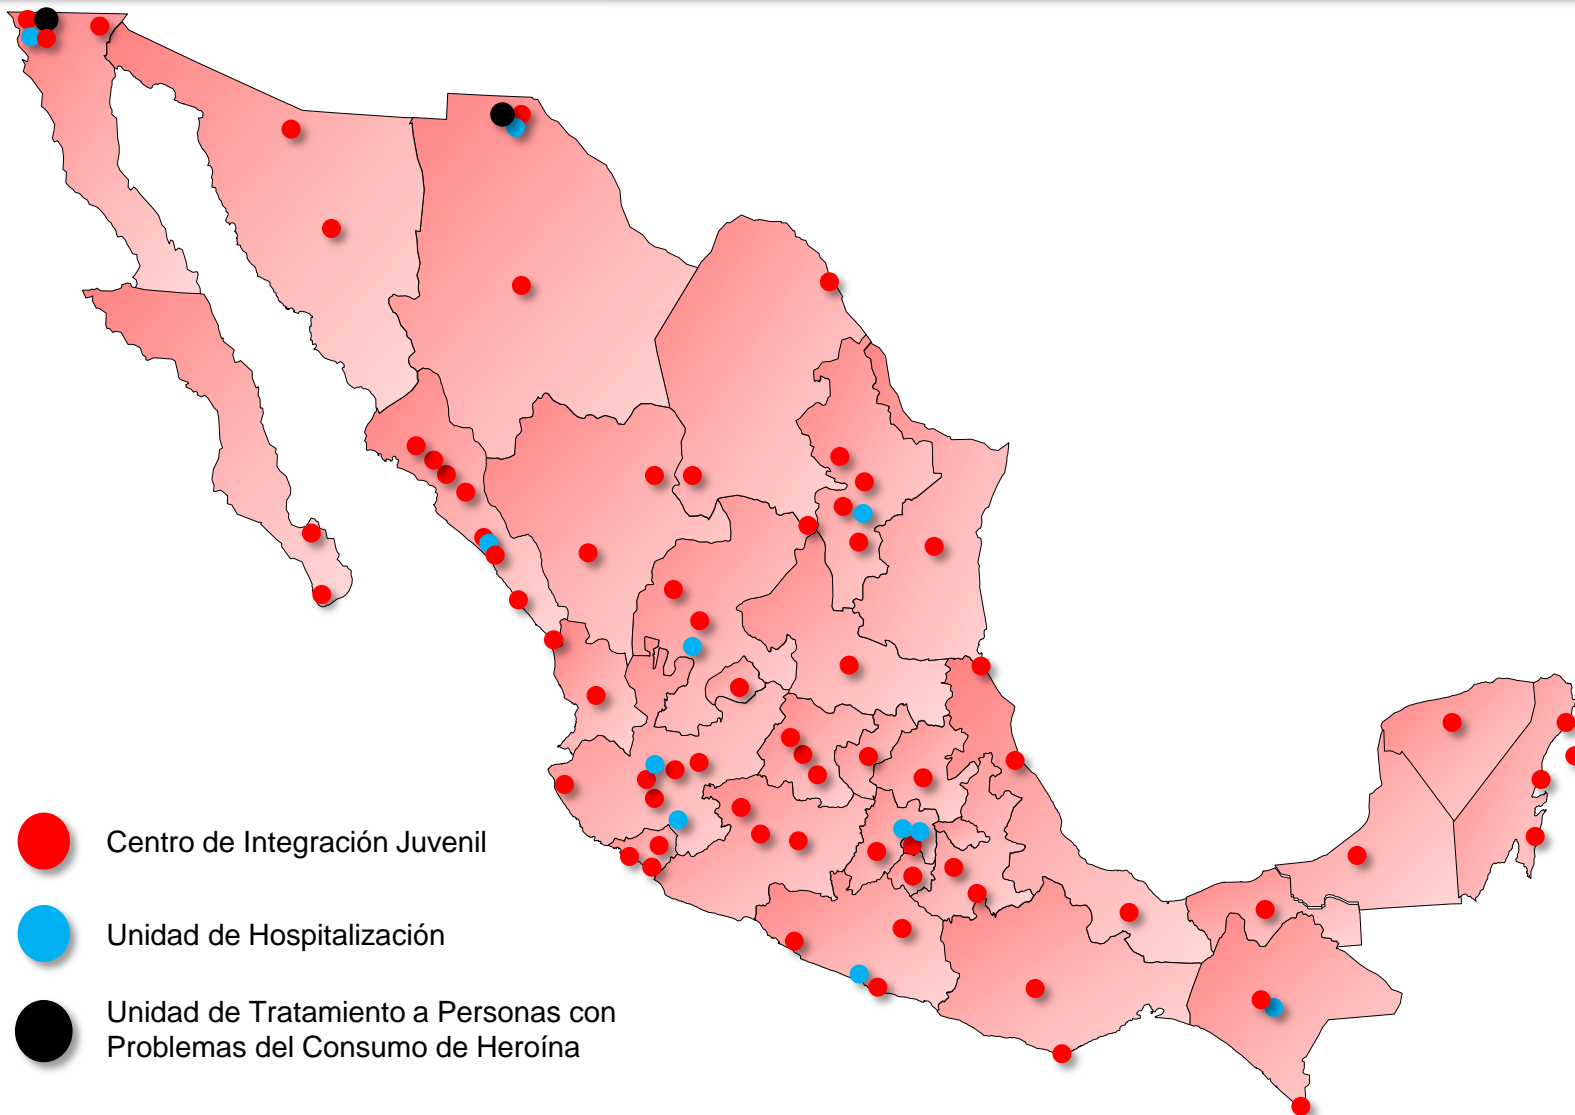 Centro de Integración Juvenil
Unidad de Hospitalización
Unidad de Tratamiento a Personas con
Problemas del Consumo de Heroína